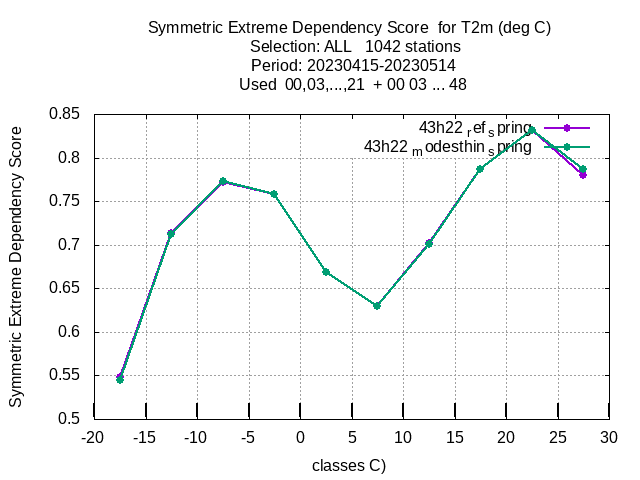 Symmetric Extreme Dependency Score for T2m (deg C)
Selection: ALL 1042 stations
Period: 20230415-20230514
Used 00,03,...,21 + 00 03 ... 48
Symmetric Extreme Dependency Score
0.85
0.8
0.75
0.7
0.65
0.6
0.55
0.5
43h22 ref spring
43h22 modesthin spring
-20 -15 -10 -5 0 5 10 15 20 25 30
classes C)